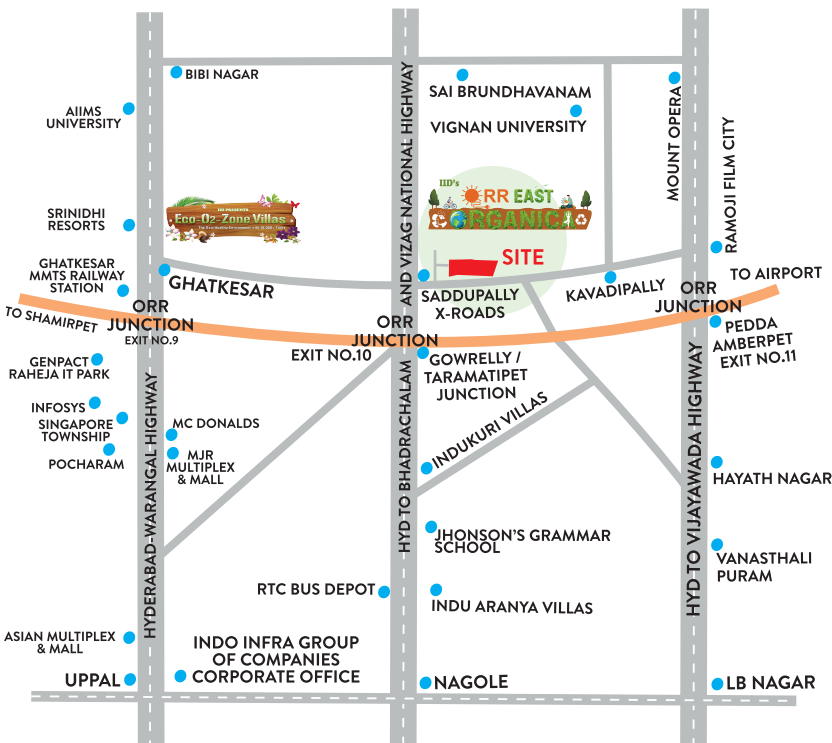 BIBI NAGAR
SAI BRUNDHAVANAM
VIGNAN UNIVERSITY
MOUNT OPERA
RAMOJI FILM CITY
AIIMS
UNIVERSITY
SRINIDHI
RESORTS
IID PRESENTS
Eco-O2-Zone Villas
IID's
ORR EAST
ORGANIC
SITE
GHATKESAR
MMTS RAILWAY
STATION
GHATKESAR
SADDUPALLY
X-ROADS
KAVADIPALLY
TO AIRPORT
TO SHAMIRPET
ORR
JUNCTION
EXIT NO.9
ORR
JUNCTION
EXIT NO.10
ORR
JUNCTION
PEDDA
AMBERPET
EXIT NO.11
GOWRELLY /
TARAMATIPET
JUNCTION
GENPACT
RAHEJA IT PARK
INFOSYS
SINGAPORE
TOWNSHIP
POCHARAM
MC DONALDS
MJR
MULTIPLEX
& MALL
INDUKURI VILLAS
HAYATH NAGAR
JHONSON'S GRAMMAR
SCHOOL
VANASTHALI
PURAM
RTC BUS DEPOT
INDU ARANYA VILLAS
ASIAN MULTIPLEX
& MALL
UPPAL
INDO INFRA GROUP
OF COMPANIES
CORPORATE OFFICE
NAGOLE
LB NAGAR
HYDERABAD-WARANGAL-HIGHWAY
HYD TO BHADRACHALAM AND VIZAG NATIONAL HIGHWAY
HYD TO VIJAYAWADA HIGHWAY